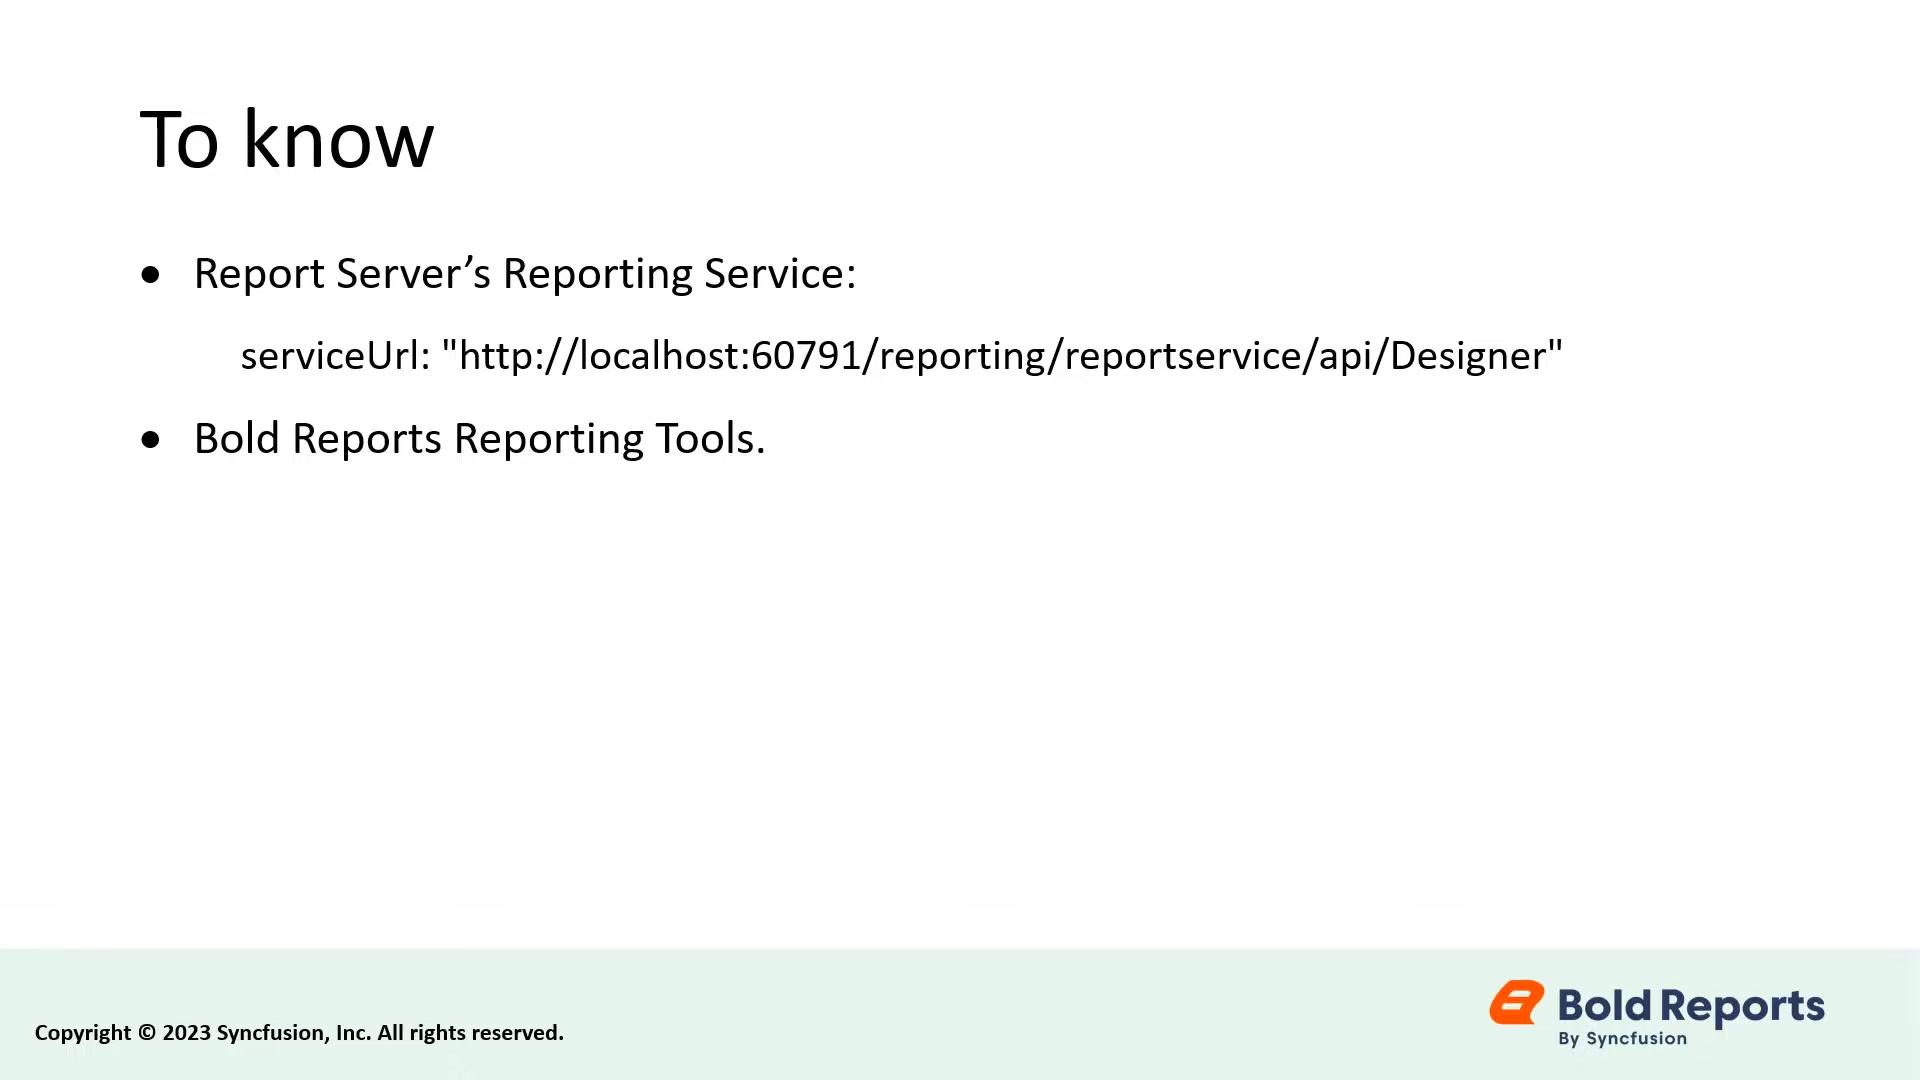 To know
● Report Server’s Reporting Service:
serviceUrl: "http://localhost:60791/reporting/reportservice/api/Designer"
● Bold Reports Reporting Tools.
Copyright © 2023 Syncfusion, Inc. All rights reserved.
Bold Reports
By Syncfusion